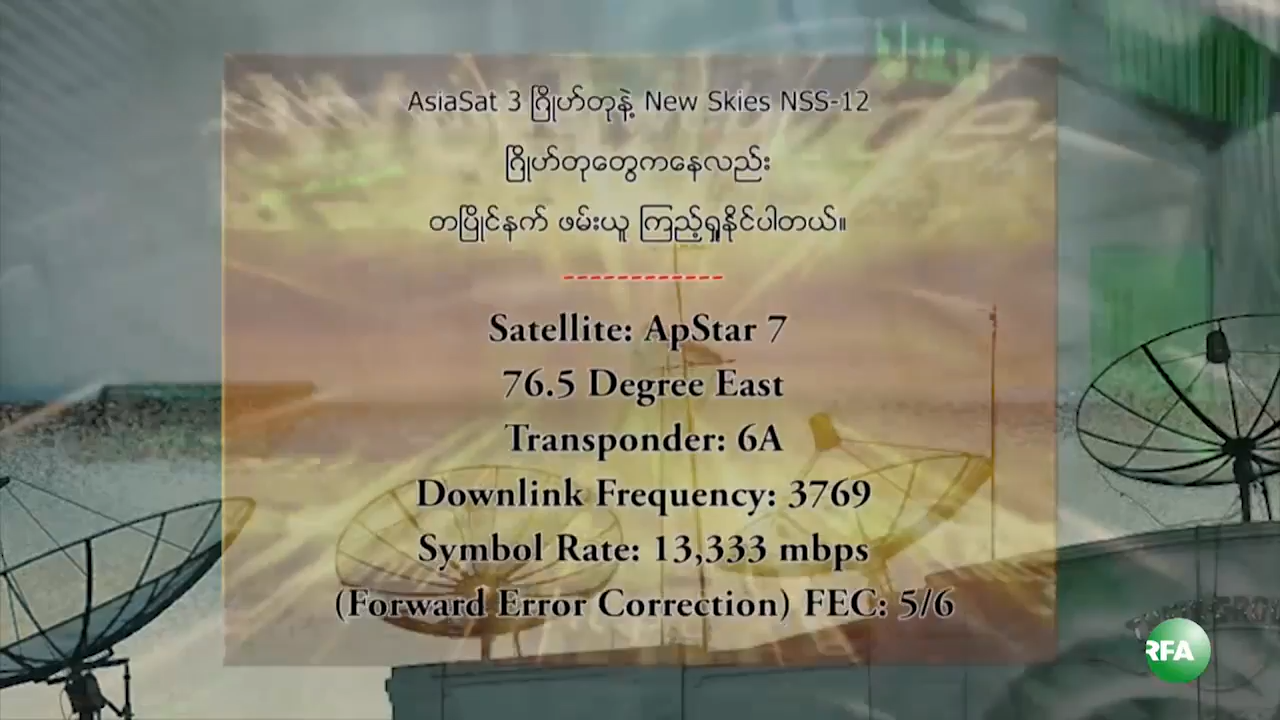 AsiaSat 3 ဂြိုဟ်တုနဲ့ New Skies NSS-12
ဂြိုဟ်တုတွေကနေလည်း
တပြိုင်နက် ဖမ်းယူ ကြည့်ရှုနိုင်ပါတယ်။
------------
Satellite: ApStar 7
76.5 Degree East
Transponder: 6A
Downlink Frequency: 3769
Symbol Rate: 13,333 mbps
(Forward Error Correction) FEC: 5/6
RFA